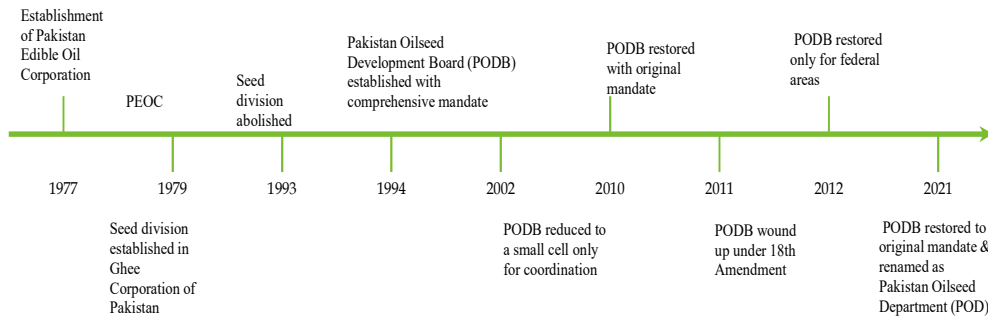 Establishment
of Pakistan
Edible Oil
Corporation
PEOC
Seed
division
abolished
Pakistan Oilseed
Development Board (PODB)
established with
comprehensive mandate
PODB restored
with original
mandate
PODB restored
only for federal
areas
1977 1979 1993 1994 2002 2010 2011 2012 2021
Seed division
established in
Ghee
Corporation of
Pakistan
PODB reduced to
a small cell only
for coordination
PODB wound
up under 18th
Amendment
PODB restored to
original mandate &
renamed as
Pakistan Oilseed
Department (POD)